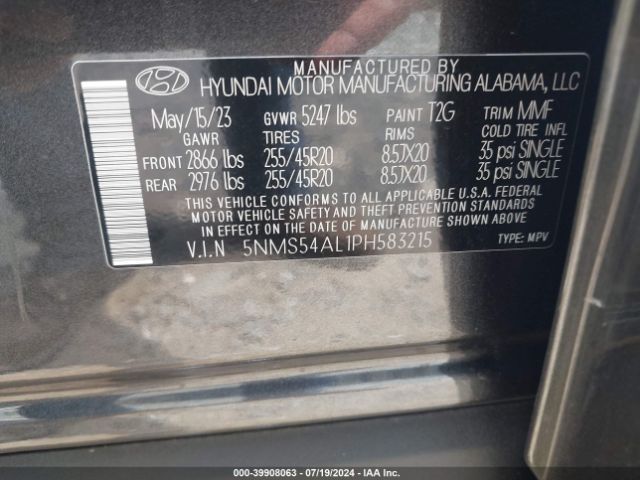 MANUFACTURED BY
HYUNDAI MOTOR MANUFACTURING ALABAMA, LLC
May/15/23 GVWR 5247 lbs PAINT T2G TRIM MMF
GAWR TIRES RIMS COLD TIRE INFL
FRONT 2866 lbs 255/45R20 8.5JX20 35 psi SINGLE
REAR 2976 lbs 255/45R20 8.5JX20 35 psi SINGLE
THIS VEHICLE CONFORMS TO ALL APPLICABLE U.S.A. FEDERAL
MOTOR VEHICLE SAFETY AND THEFT PREVENTION STANDARDS
IN EFFECT ON THE DATE OF MANUFACTURE SHOWN ABOVE.
V.I.N 5NMS54AL1PH583215 TYPE: MPV
000-39908063 - 07/19/2024 - IAA Inc.